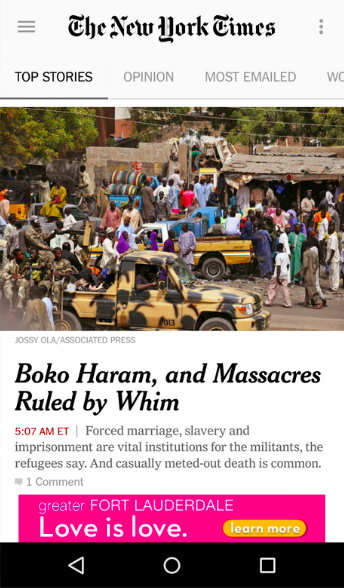 The New York Times
TOP STORIES OPINION MOST EMAILED WO
JOSSY OLA/ASSOCIATED PRESS
Boko Haram, and Massacres
Ruled by Whim
5:07 AM ET | Forced marriage, slavery and
imprisonment are vital institutions for the militants, the
refugees say. And casually meted-out death is common.
1 Comment
greater FORT LAUDERDALE
Love is love. learn more